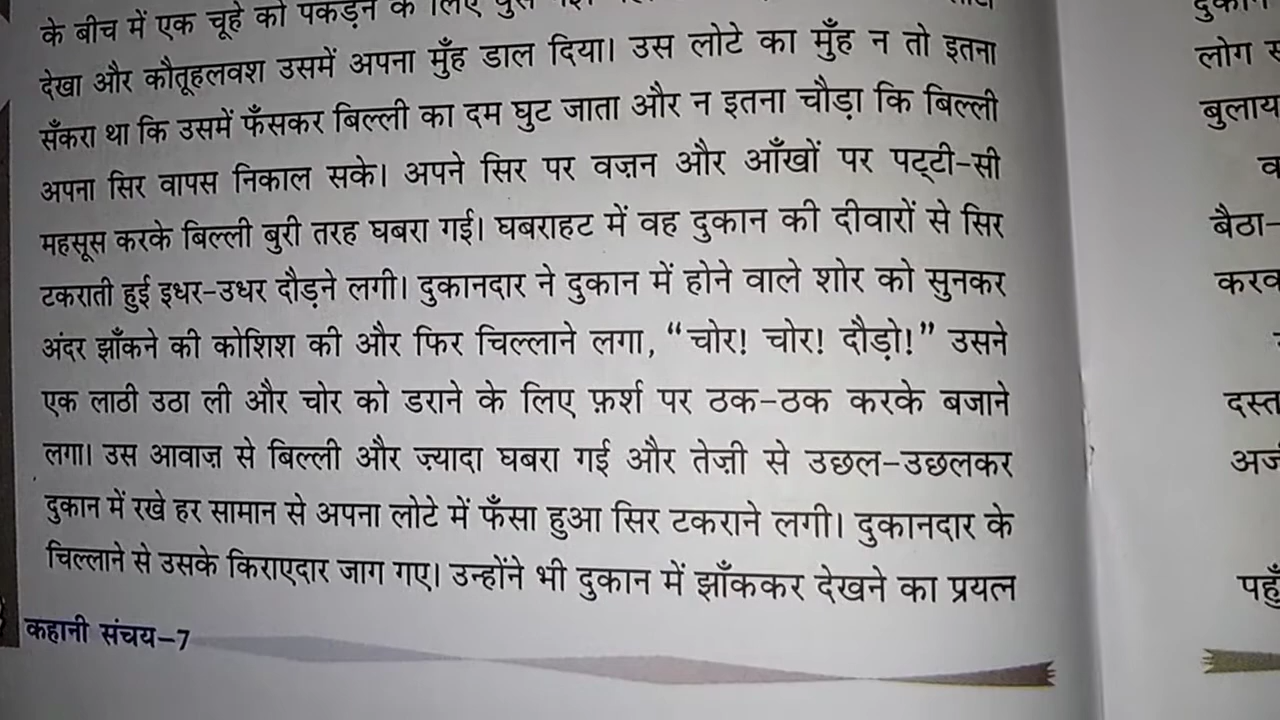 के बीच में एक चूहे को पकड़ने के लिए
देखा और कौतूहलवश उसमें अपना मुँह डाल दिया। उस लोटे का मुँह न तो इतना
सँकरा था कि उसमें फँसकर बिल्ली का दम घुट जाता और न इतना चौड़ा कि बिल्ली
अपना सिर वापस निकाल सके। अपने सिर पर वज़न और आँखों पर पट्टी-सी
महसूस करके बिल्ली बुरी तरह घबरा गई। घबराहट में वह दुकान की दीवारों से सिर
टकराती हुई इधर-उधर दौड़ने लगी। दुकानदार ने दुकान में होने वाले शोर को सुनकर
अंदर झाँकने की कोशिश की और फिर चिल्लाने लगा, “चोर! चोर! दौड़ो!” उसने
एक लाठी उठा ली और चोर को डराने के लिए फ़र्श पर ठक-ठक करके बजाने
लगा। उस आवाज़ से बिल्ली और ज़्यादा घबरा गई और तेज़ी से उछल-उछलकर
दुकान में रखे हर सामान से अपना लोटे में फँसा हुआ सिर टकराने लगी। दुकानदार के
चिल्लाने से उसके किराएदार जाग गए। उन्होंने भी दुकान में झाँककर देखने का प्रयत्न
कहानी संचय-7
लोग
बैठा-